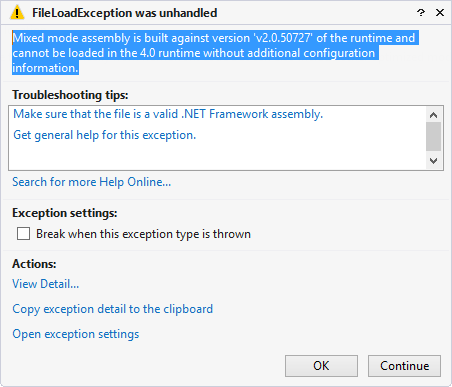 FileLoadException was unhandled ? ×
Mixed mode assembly is built against version 'v2.0.50727' of the runtime and
cannot be loaded in the 4.0 runtime without additional configuration
information.
Troubleshooting tips:
Make sure that the file is a valid .NET Framework assembly.
Get general help for this exception.
Search for more Help Online...
Exception settings:
Break when this exception type is thrown
Actions:
View Detail...
Copy exception detail to the clipboard
Open exception settings
OK Continue